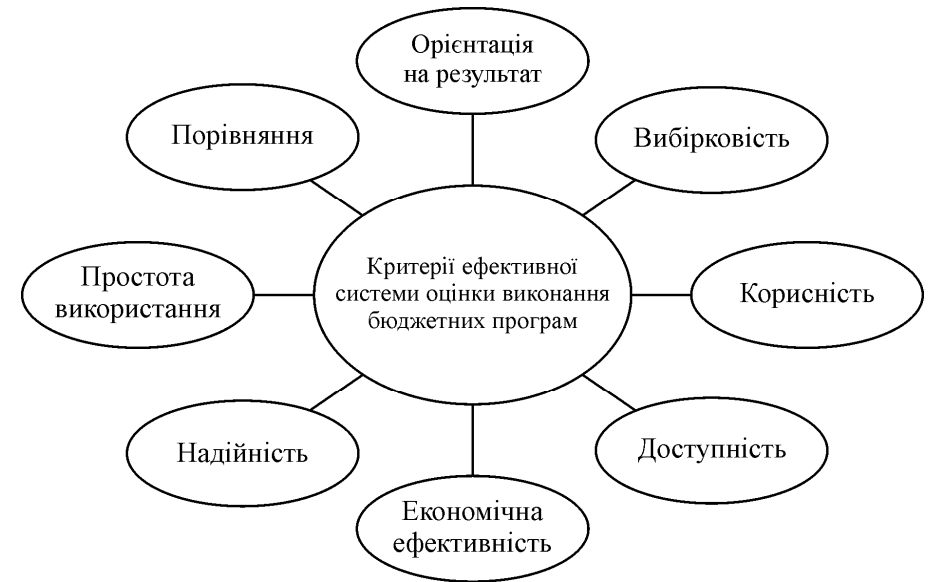 Орієнтація
на результат
Порівняння
Вибірковість
Простота
використання
Критерії ефективної
системи оцінки виконання
бюджетних програм
Корисність
Надійність
Доступність
Економічна
ефективність